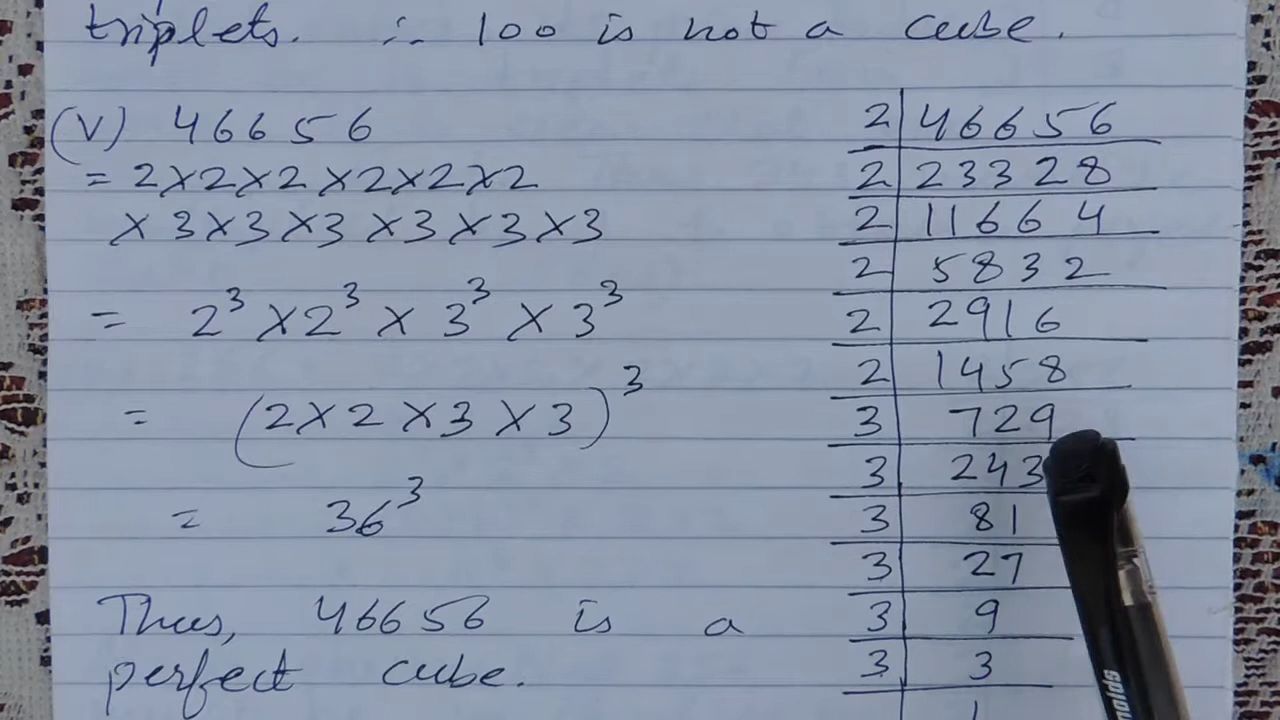 triplets. ∴ 100 is not a cube.
(V) 46656
= 2×2×2×2×2×2
× 3×3×3×3×3×3
= 2³ × 2³ × 3³ × 3³
= (2×2×3×3)³
= 36³
Thus, 46656 is a
perfect cube.
2 | 46656
2 | 23328
2 | 11664
2 | 5832
2 | 2916
2 | 1458
3 | 729
3 | 243
3 | 81
3 | 27
3 | 9
3 | 3
| 1